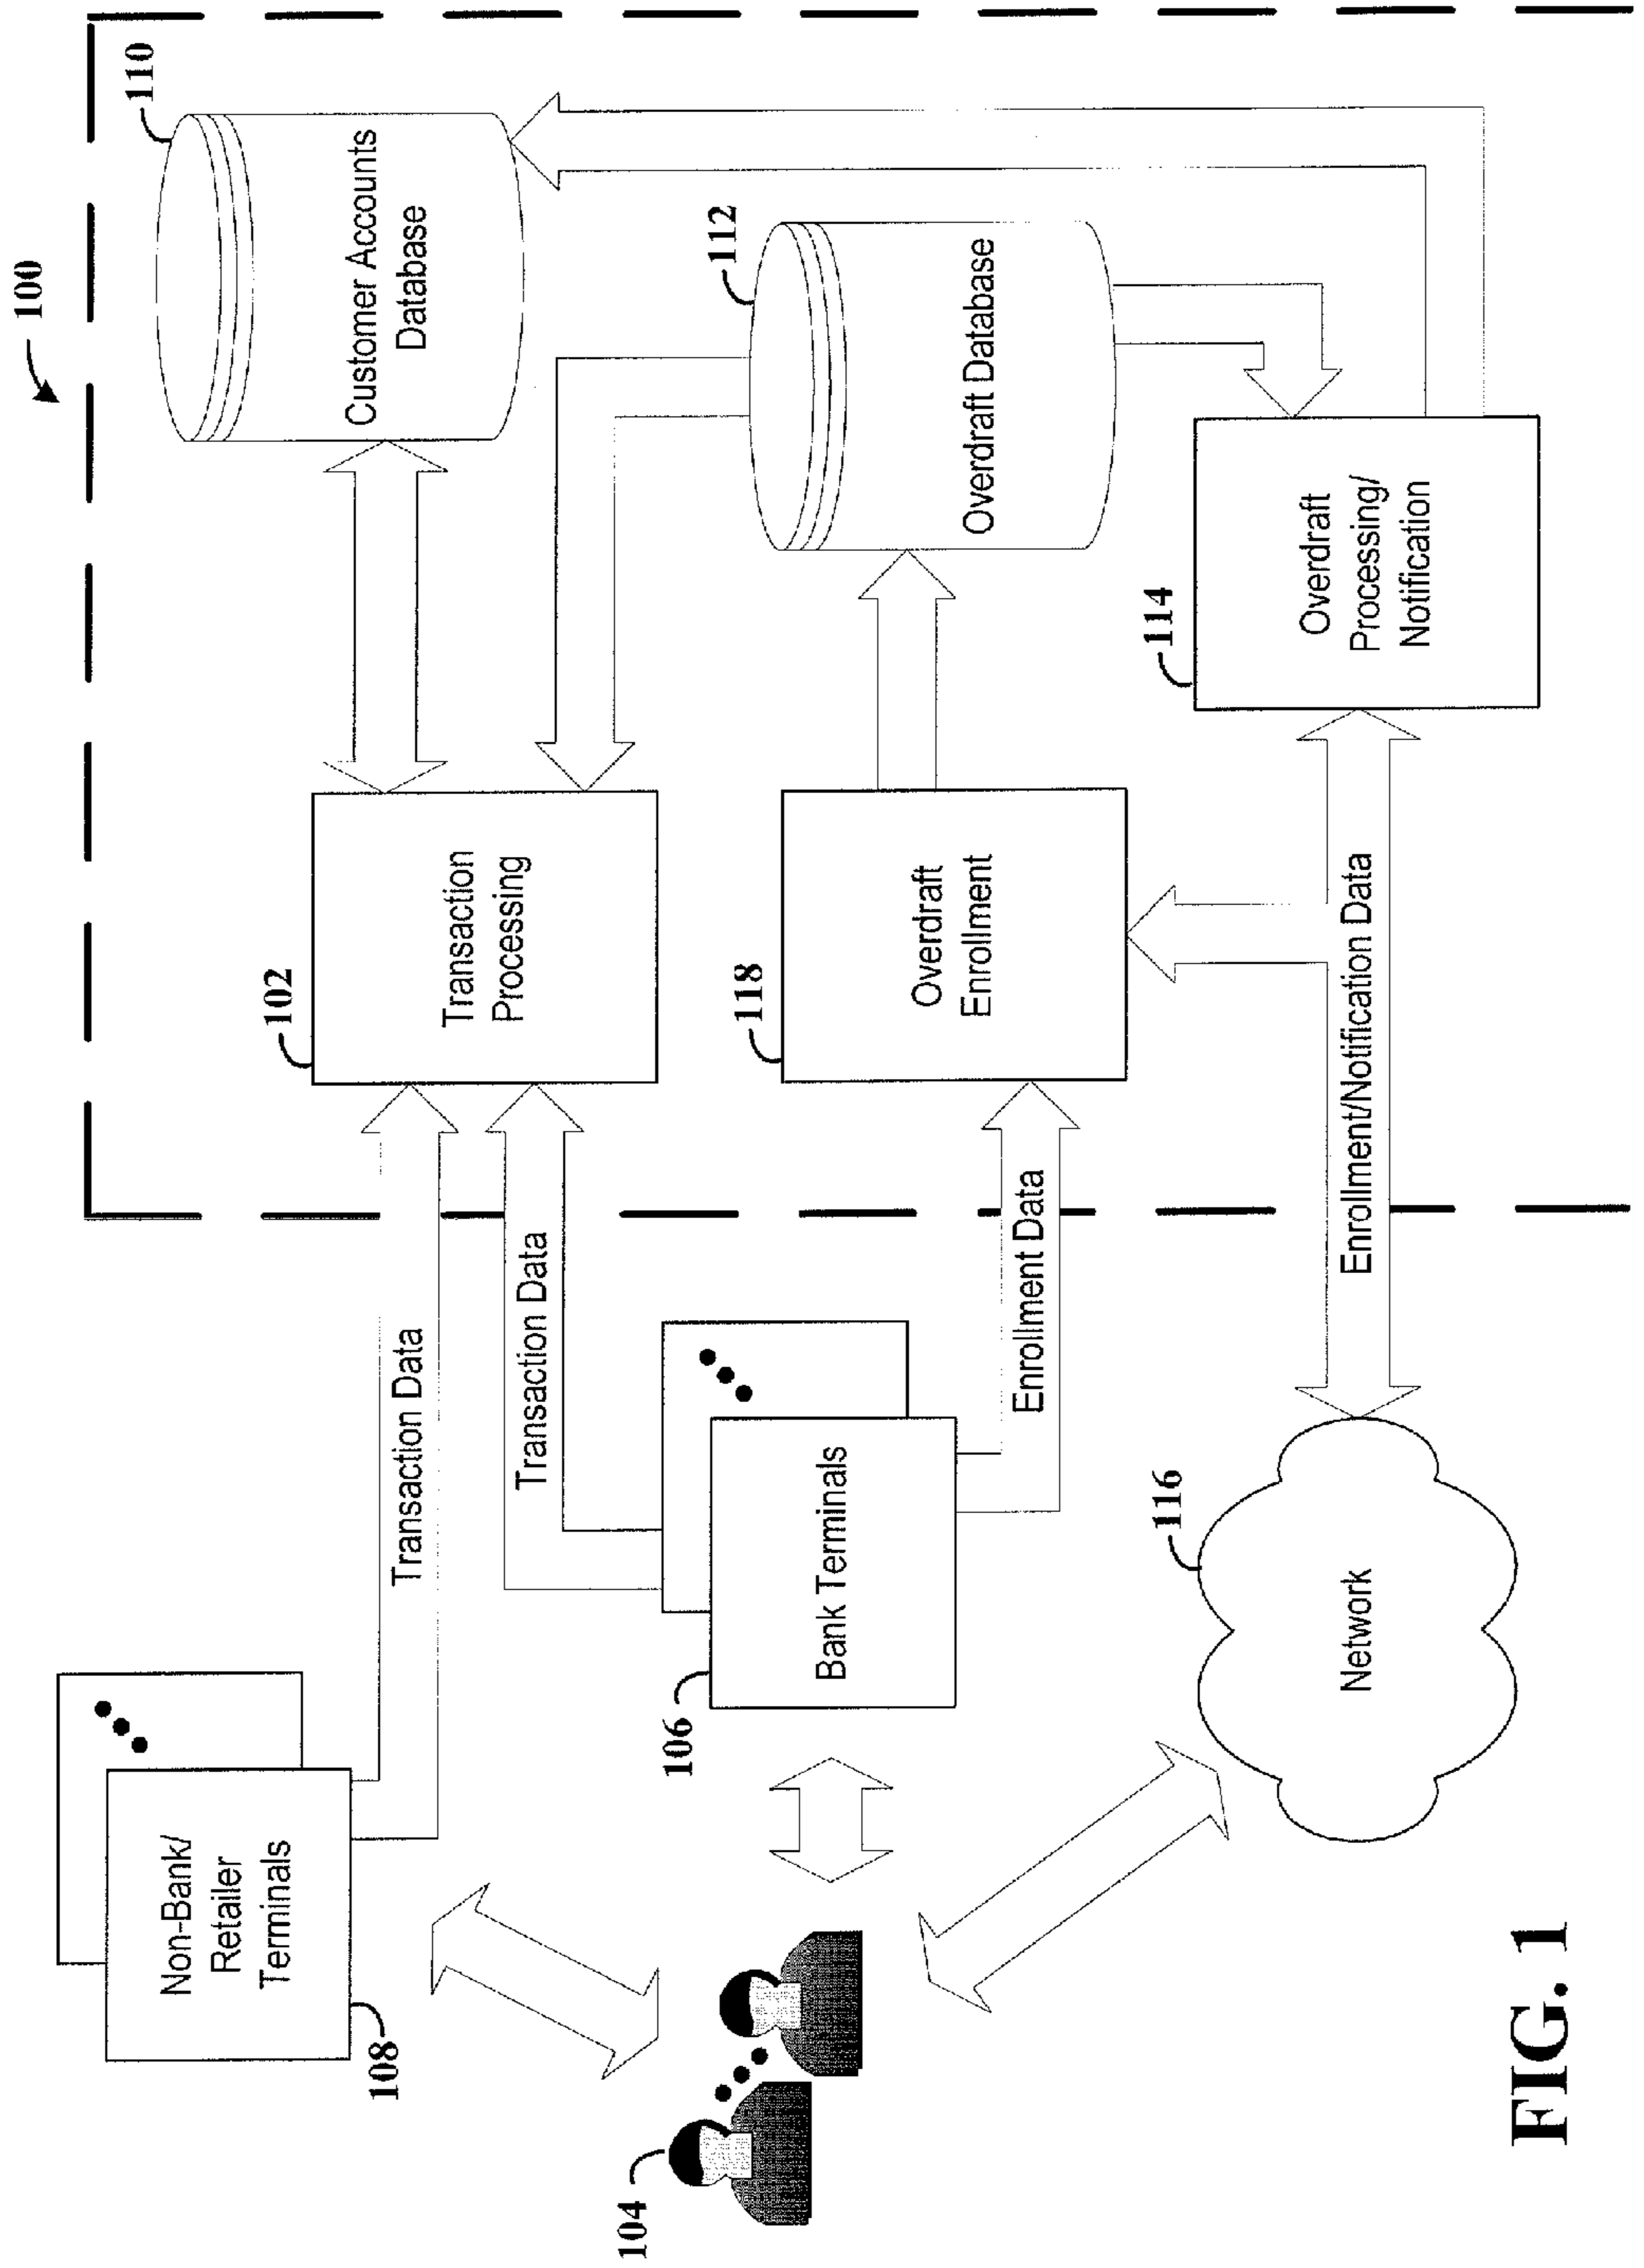 100
110
Customer Accounts
Database
102
Transaction
Processing
112
Overdraft Database
118
Overdraft
Enrollment
114
Overdraft
Processing/
Notification
Transaction Data
Transaction Data
Enrollment Data
Enrollment/Notification Data
Non-Bank/
Retailer
Terminals
108
106
Bank Terminals
116
Network
104
FIG. 1